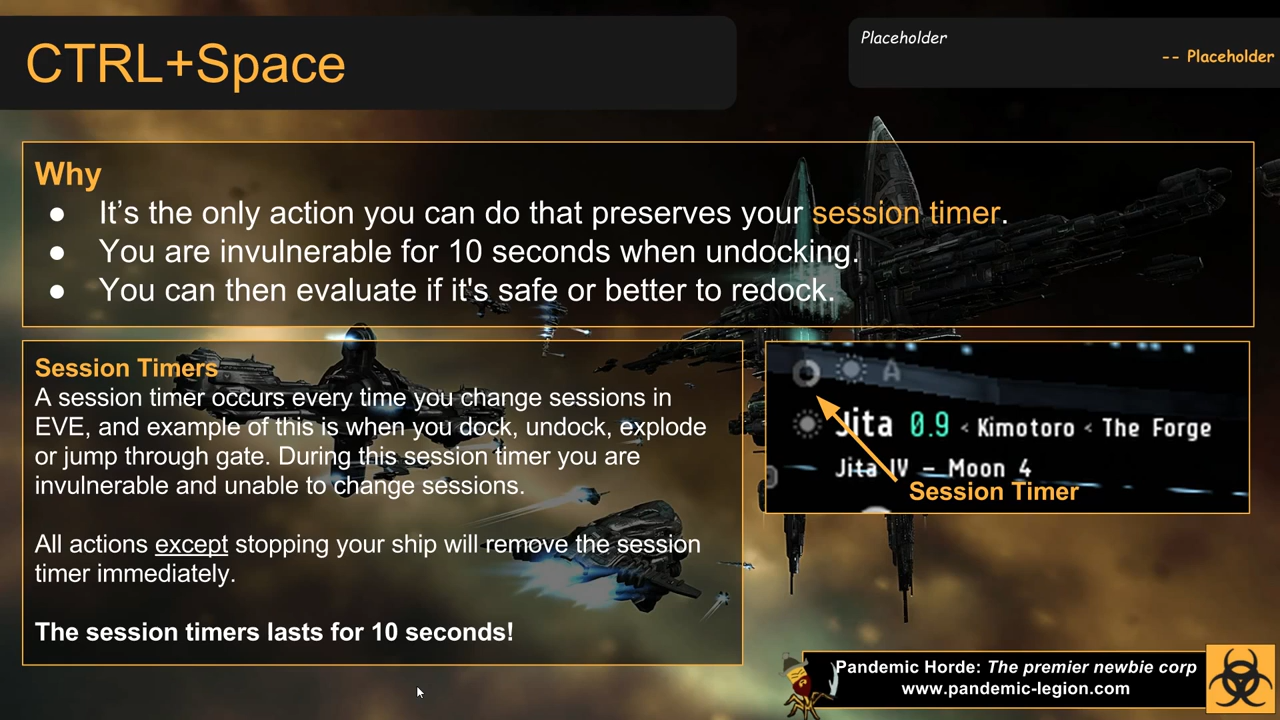 CTRL+Space
Placeholder
-- Placeholder
Why
● It’s the only action you can do that preserves your session timer.
● You are invulnerable for 10 seconds when undocking.
● You can then evaluate if it's safe or better to redock.
Session Timers
A session timer occurs every time you change sessions in
EVE, and example of this is when you dock, undock, explode
or jump through gate. During this session timer you are
invulnerable and unable to change sessions.
All actions except stopping your ship will remove the session
timer immediately.
The session timers lasts for 10 seconds!
A
Jita 0.9 < Kimotoro < The Forge
Jita IV - Moon 4
Session Timer
Pandemic Horde: The premier newbie corp
www.pandemic-legion.com